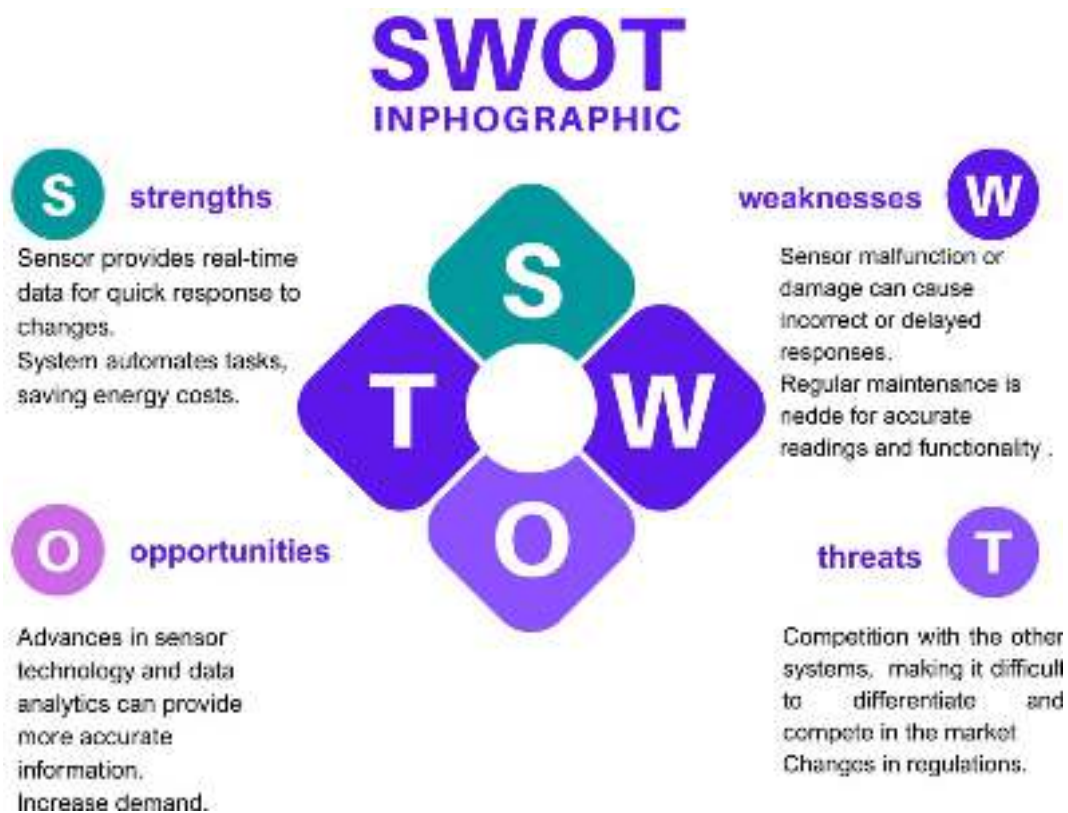 SWOT
INPHOGRAPHIC
S
strengths
Sensor provides real-time
data for quick response to
changes.
System automates tasks,
saving energy costs.
weaknesses
W
Sensor malfunction or
damage can cause
incorrect or delayed
responses.
Regular maintenance is
nedde for accurate
readings and functionality .
S
T
W
O
O
opportunities
Advances in sensor
technology and data
analytics can provide
more accurate
information.
Increase demand.
threats
T
Competition with the other
systems, making it difficult
to differentiate and
compete in the market
Changes in regulations.